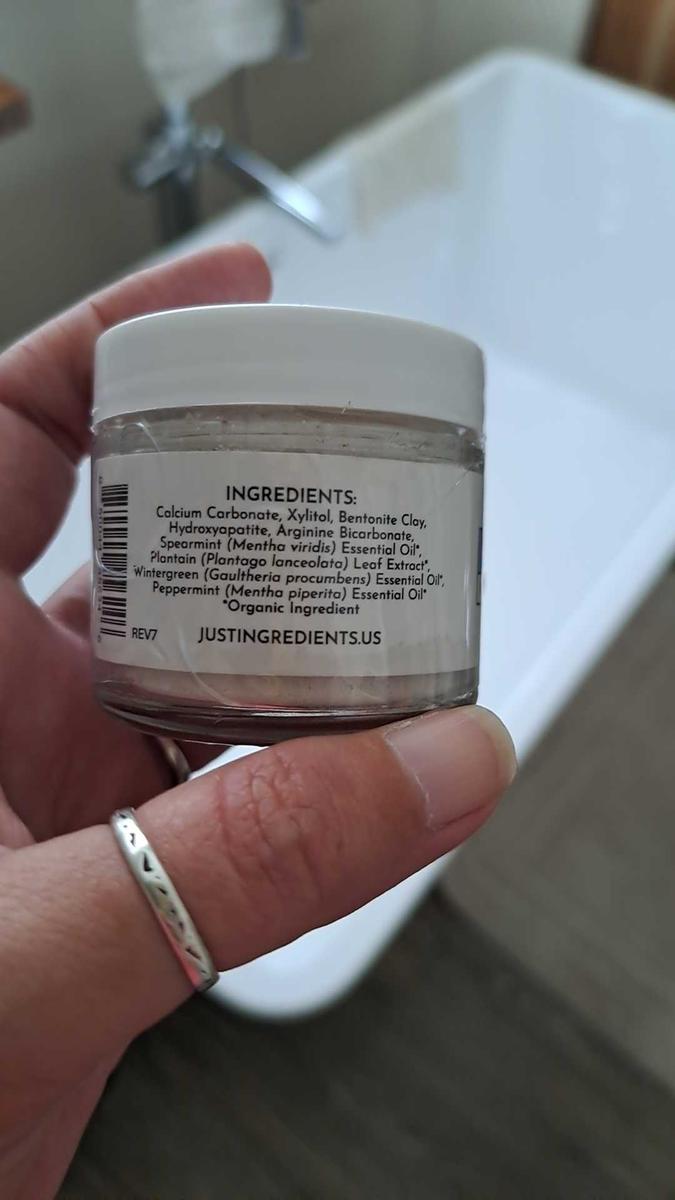 INGREDIENTS:
Calcium Carbonate, Xylitol, Bentonite Clay,
Hydroxyapatite, Arginine Bicarbonate,
Spearmint (Mentha viridis) Essential Oil*,
Plantain (Plantago lanceolata) Leaf Extract*,
Wintergreen (Gaultheria procumbens) Essential Oil*,
Peppermint (Mentha piperita) Essential Oil*
*Organic Ingredient
REV7
JUSTINGREDIENTS.US